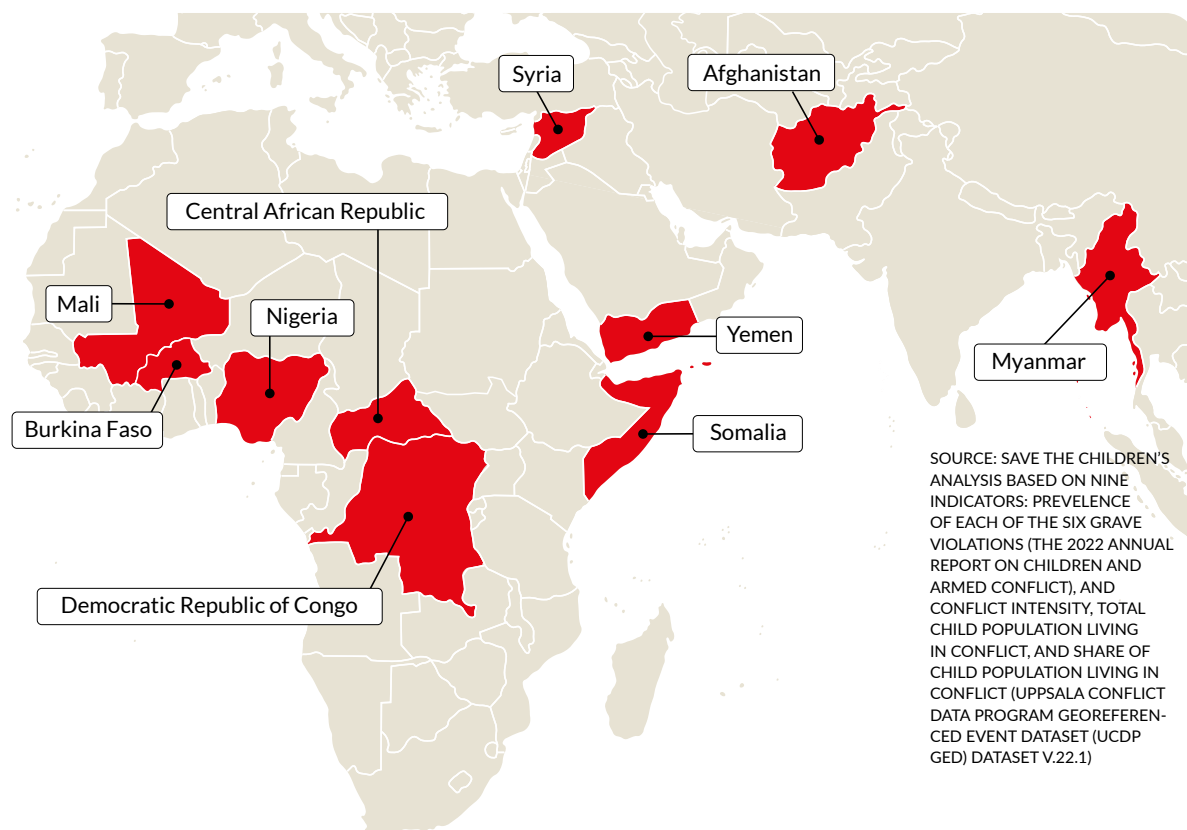 Syria
Afghanistan
Central African Republic
Mali
Nigeria
Yemen
Myanmar
Burkina Faso
Somalia
Democratic Republic of Congo
SOURCE: SAVE THE CHILDREN'S
ANALYSIS BASED ON NINE
INDICATORS: PREVELENCE
OF EACH OF THE SIX GRAVE
VIOLATIONS (THE 2022 ANNUAL
REPORT ON CHILDREN AND
ARMED CONFLICT), AND
CONFLICT INTENSITY, TOTAL
CHILD POPULATION LIVING
IN CONFLICT, AND SHARE OF
CHILD POPULATION LIVING IN
CONFLICT (UPPSALA CONFLICT
DATA PROGRAM GEOREFEREN-
CED EVENT DATASET (UCDP
GED) DATASET V.22.1)